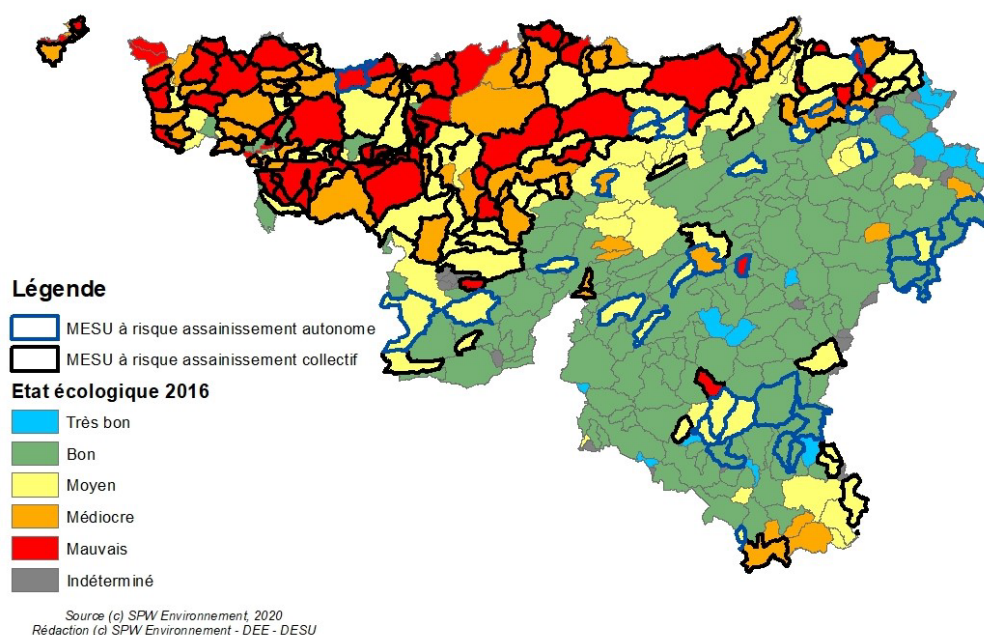 Légende
MESU à risque assainissement autonome
MESU à risque assainissement collectif
Etat écologique 2016
Très bon
Bon
Moyen
Médiocre
Mauvais
Indéterminé
Source (c) SPW Environnement, 2020
Rédaction (c) SPW Environnement - DEE - DESU